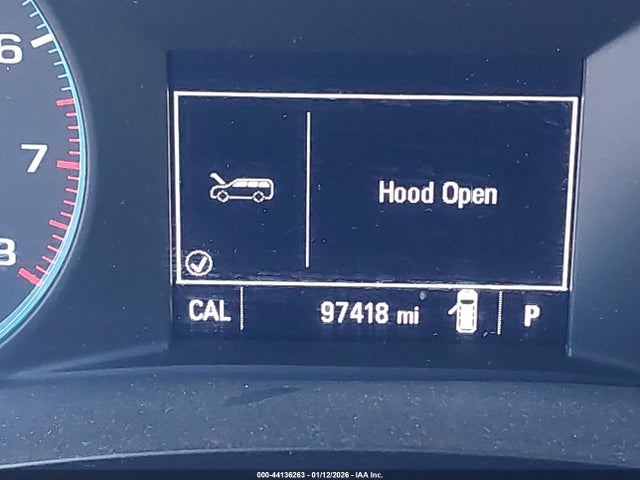 6
7
8
Hood Open
CAL
97418 mi
P
000-44136263 - 01/12/2026 - IAA Inc.